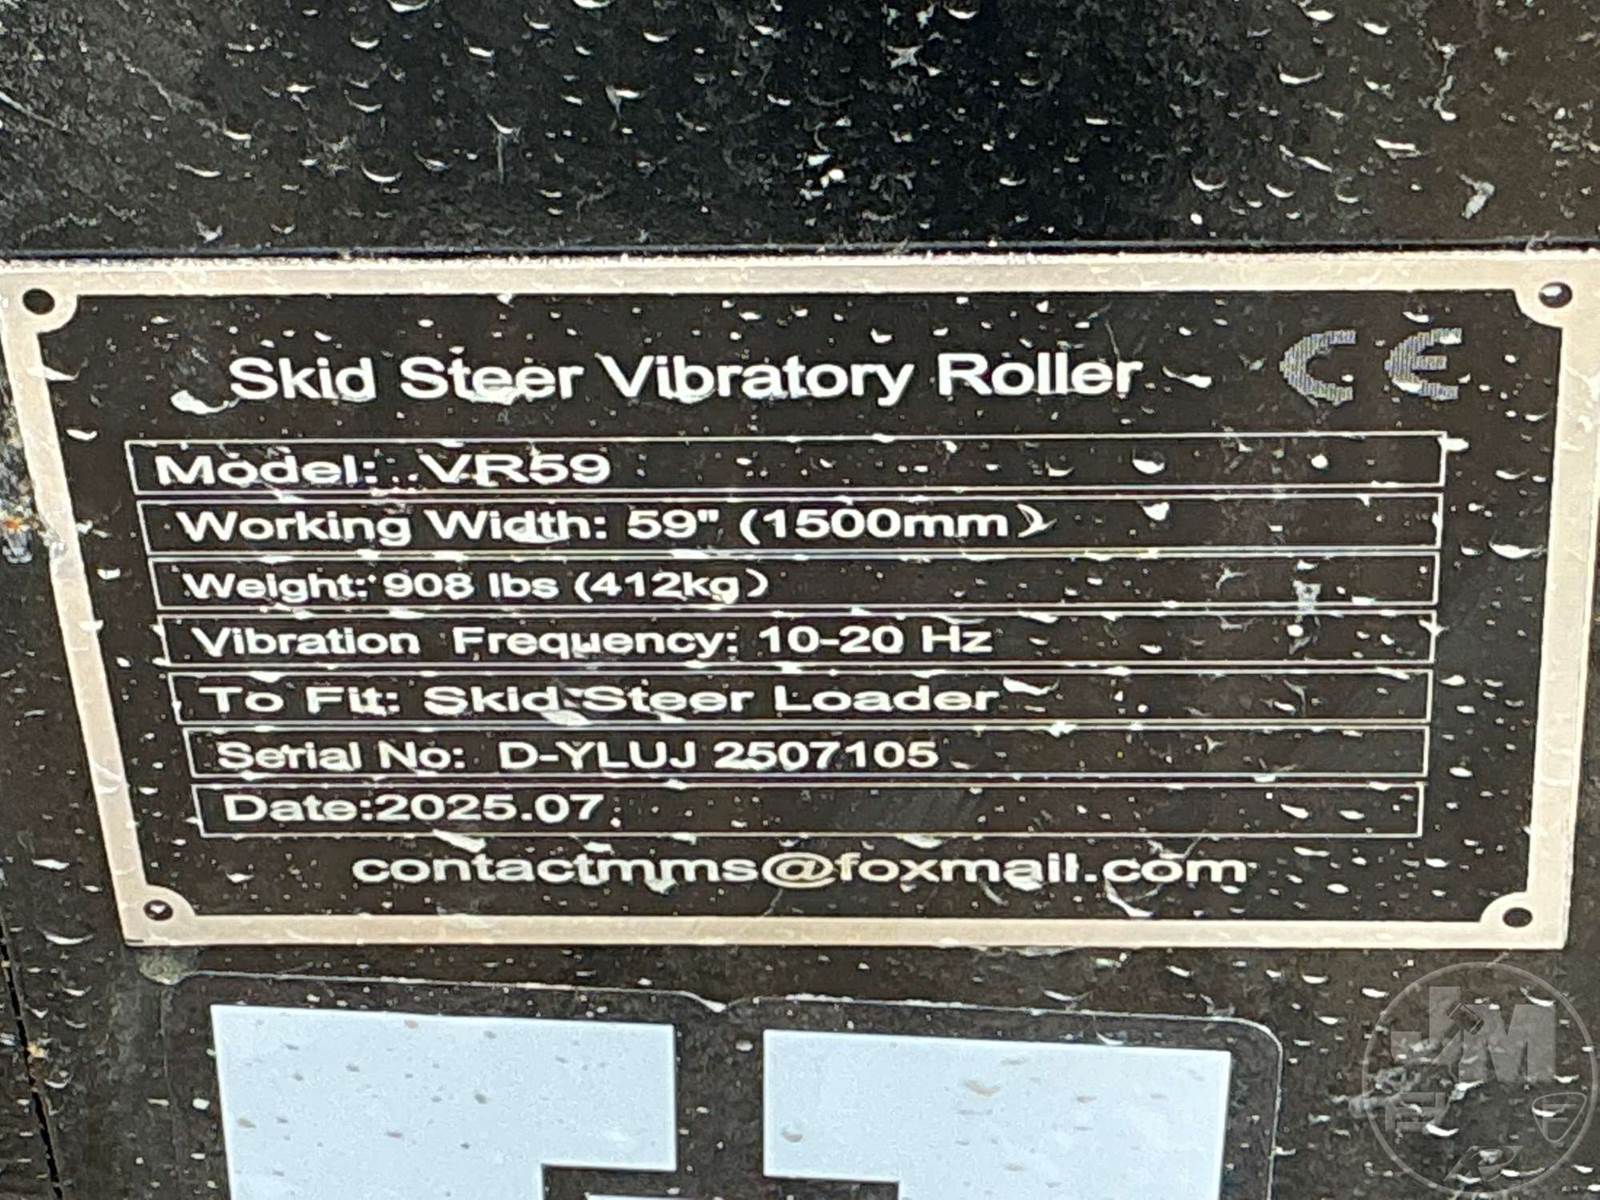 Skid Steer Vibratory Roller CE
Model: VR59
Working Width: 59" (1500mm)
Weight: 908 lbs (412kg)
Vibration Frequency: 10-20 Hz
To Fit: Skid Steer Loader
Serial No: D-YLUJ 2507105
Date:2025.07
contactmms@foxmail.com
J&M